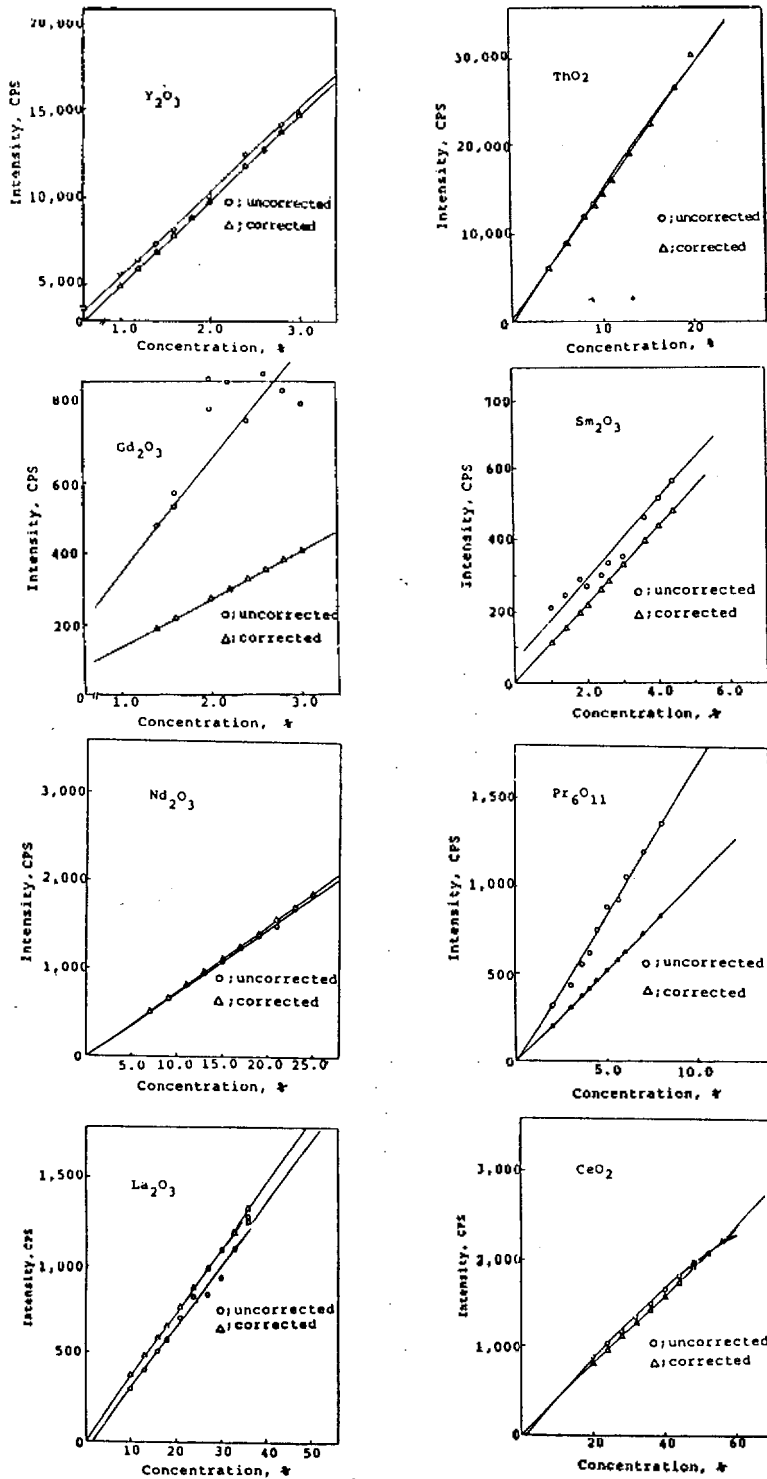 20,000
15,000
10,000
5,000
0
Intensity, CPS
Y2O3
O;uncorrected
Δ;corrected
1.0 2.0 3.0
Concentration, %
30,000
20,000
10,000
0
Intensity, CPS
ThO2
O;uncorrected
Δ;corrected
10 20
Concentration, %
800
600
400
200
0
Intensity, CPS
Gd2O3
O;uncorrected
Δ;corrected
1.0 2.0 3.0
Concentration, %
700
600
400
200
0
Intensity, CPS
Sm2O3
O;uncorrected
Δ;corrected
2.0 4.0 6.0
Concentration, %
3,000
2,000
1,000
0
Intensity, CPS
Nd2O3
O;uncorrected
Δ;corrected
5.0 10.0 15.0 20.0 25.0
Concentration, %
1,500
1,000
500
0
Intensity, CPS
Pr6O11
O;uncorrected
Δ;corrected
5.0 10.0
Concentration, %
1,500
1,000
500
0
Intensity, CPS
La2O3
O;uncorrected
Δ;corrected
10 20 30 40 50
Concentration, %
3,000
2,000
1,000
0
Intensity, CPS
CeO2
O;uncorrected
Δ;corrected
20 40 60
Concentration, %